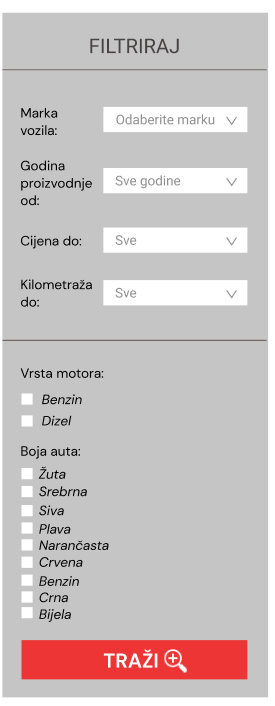 FILTRIRAJ
Marka
vozila:
Odaberite marku
Godina
proizvodnje
od:
Sve godine
Cijena do:
Sve
Kilometraža
do:
Sve
Vrsta motora:
Benzin
Dizel
Boja auta:
Žuta
Srebrna
Siva
Plava
Narančasta
Crvena
Benzin
Crna
Bijela
TRAŽI